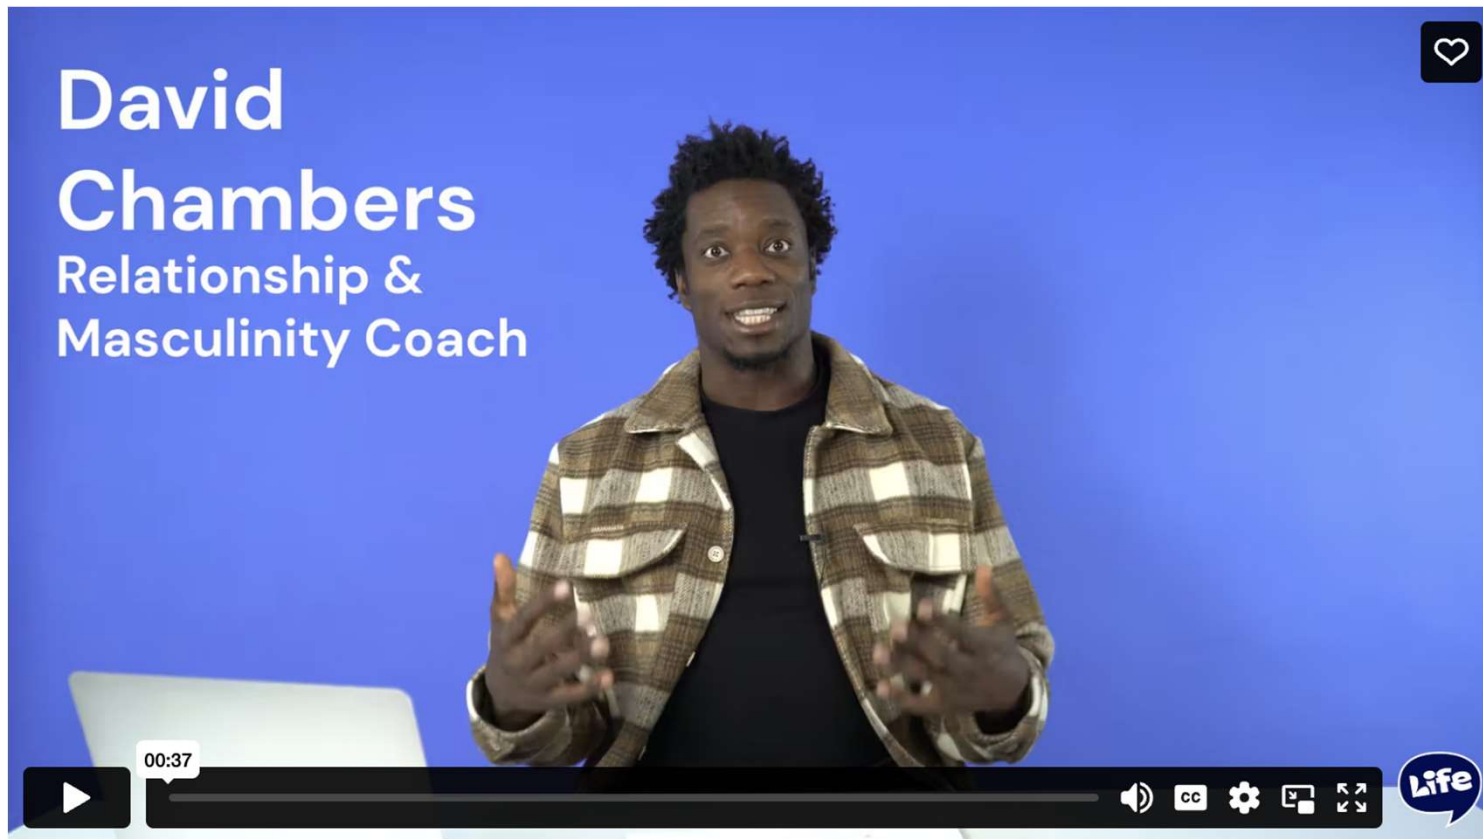 David
Chambers
Relationship &
Masculinity Coach
00:37
CC
Life